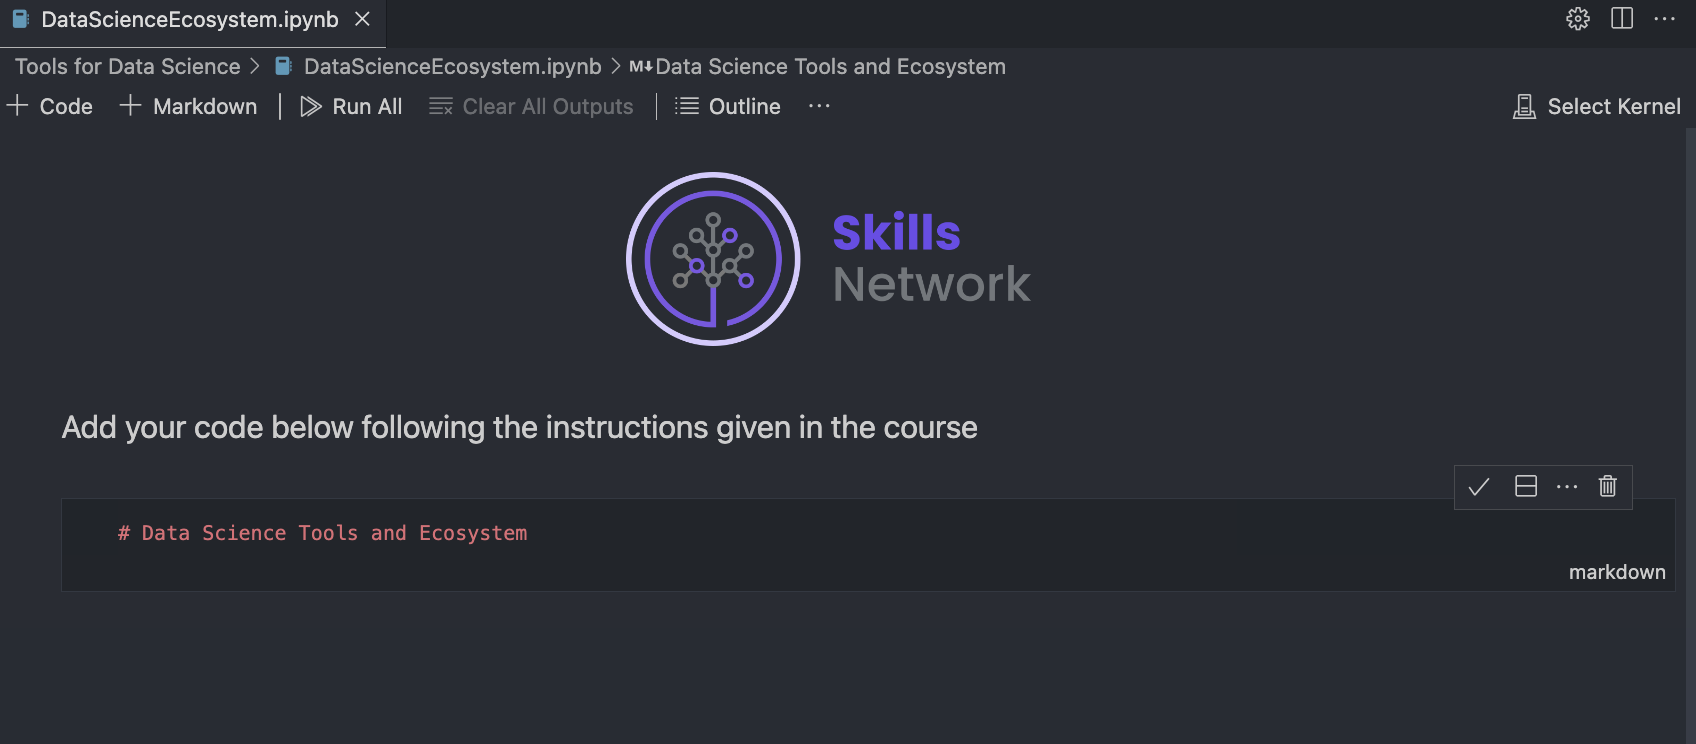 DataScienceEcosystem.ipynb
Tools for Data Science > DataScienceEcosystem.ipynb > M↓ Data Science Tools and Ecosystem
+ Code + Markdown | Run All Clear All Outputs | Outline ... Select Kernel
Skills
Network
Add your code below following the instructions given in the course
# Data Science Tools and Ecosystem
markdown